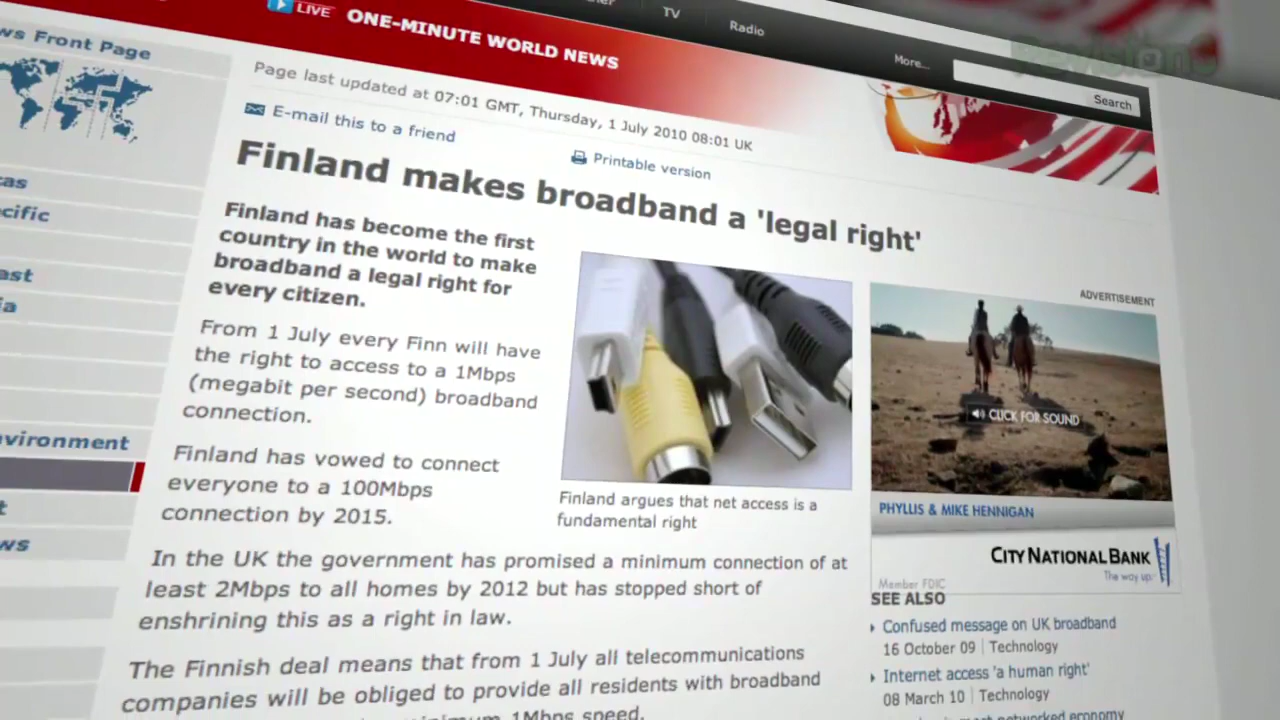 LIVE ONE-MINUTE WORLD NEWS
TV
Radio
More...
Search
Revision3
Front Page
Page last updated at 07:01 GMT, Thursday, 1 July 2010 08:01 UK
E-mail this to a friend
Printable version
Finland makes broadband a 'legal right'
Finland has become the first
country in the world to make
broadband a legal right for
every citizen.
From 1 July every Finn will have
the right to access to a 1Mbps
(megabit per second) broadband
connection.
Finland has vowed to connect
everyone to a 100Mbps
connection by 2015.
Finland argues that net access is a
fundamental right
In the UK the government has promised a minimum connection of at
least 2Mbps to all homes by 2012 but has stopped short of
enshrining this as a right in law.
The Finnish deal means that from 1 July all telecommunications
companies will be obliged to provide all residents with broadband
1Mbps speed.
ADVERTISEMENT
CLICK FOR SOUND
PHYLLIS & MIKE HENNIGAN
CITY NATIONAL BANK
The way up.
Member FDIC
SEE ALSO
Confused message on UK broadband
16 October 09 | Technology
Internet access 'a human right'
08 March 10 | Technology
most networked economy